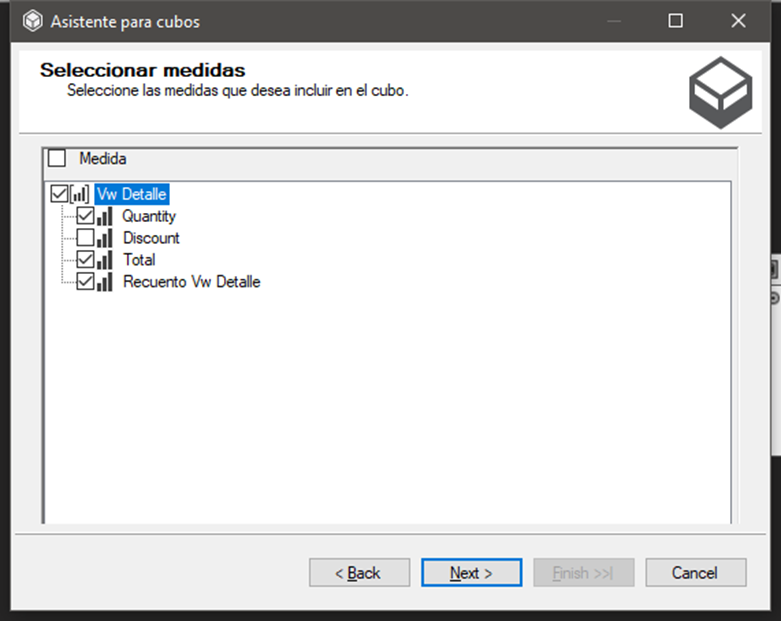 Asistente para cubos
Seleccionar medidas
Seleccione las medidas que desea incluir en el cubo.
Medida
Vw Detalle
Quantity
Discount
Total
Recuento Vw Detalle
< Back
Next >
Finish >>|
Cancel